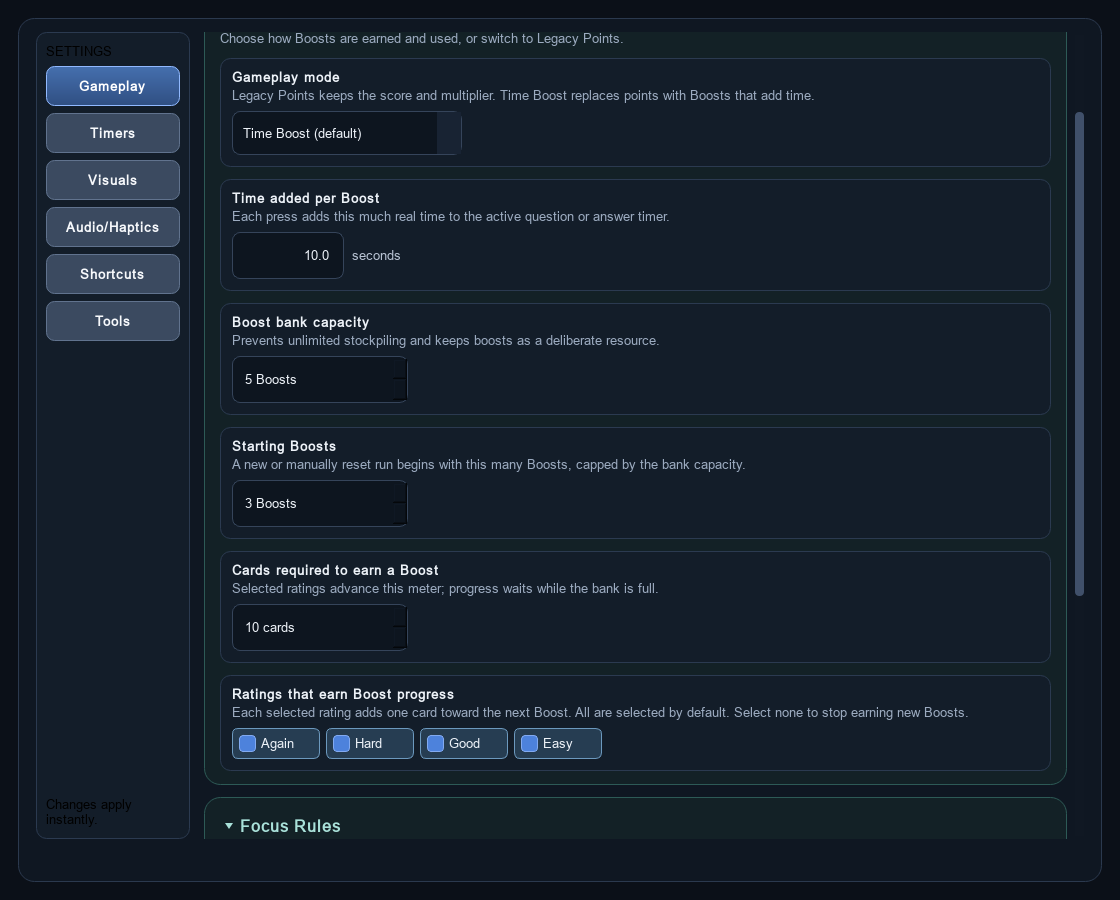 SETTINGS
Gameplay
Timers
Visuals
Audio/Haptics
Shortcuts
Tools
Changes apply
instantly.
Choose how Boosts are earned and used, or switch to Legacy Points.
Gameplay mode
Legacy Points keeps the score and multiplier. Time Boost replaces points with Boosts that add time.
Time Boost (default)
Time added per Boost
Each press adds this much real time to the active question or answer timer.
10.0 seconds
Boost bank capacity
Prevents unlimited stockpiling and keeps boosts as a deliberate resource.
5 Boosts
Starting Boosts
A new or manually reset run begins with this many Boosts, capped by the bank capacity.
3 Boosts
Cards required to earn a Boost
Selected ratings advance this meter; progress waits while the bank is full.
10 cards
Ratings that earn Boost progress
Each selected rating adds one card toward the next Boost. All are selected by default. Select none to stop earning new Boosts.
Again Hard Good Easy
Focus Rules